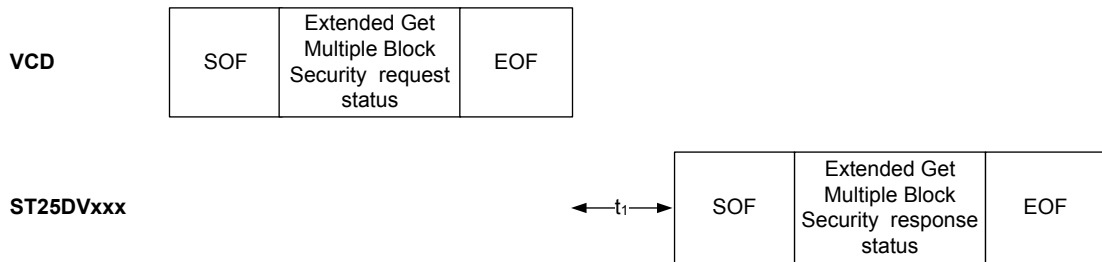 VCD
SOF
Extended Get
Multiple Block
Security request
status
EOF
ST25DVxxx
t1
SOF
Extended Get
Multiple Block
Security response
status
EOF